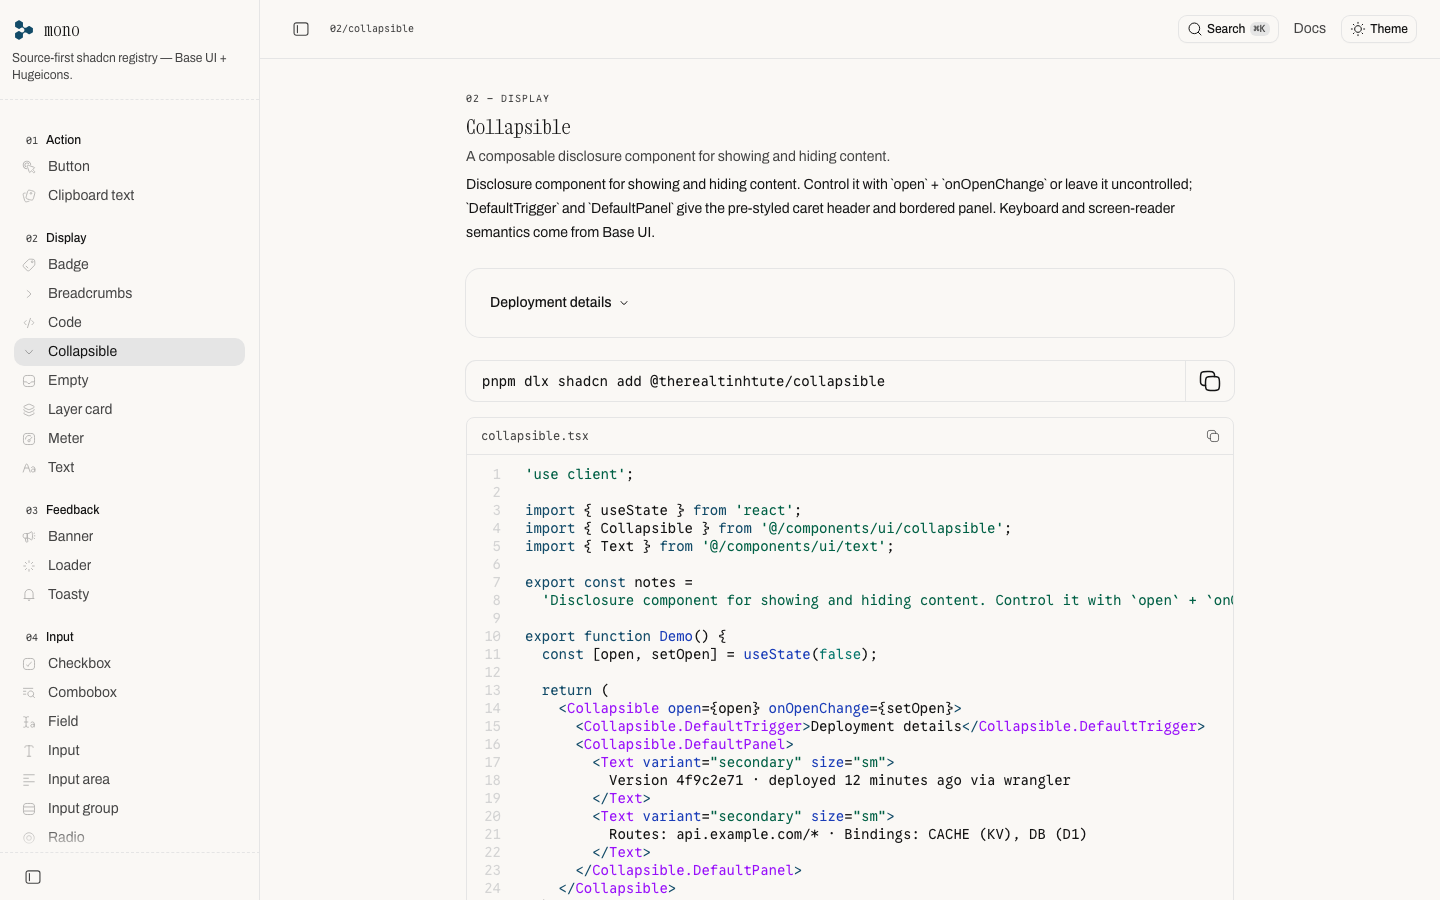 mono
Source-first shadcn registry — Base UI +
Hugeicons.
01 Action
Button
Clipboard text
02 Display
Badge
Breadcrumbs
Code
Collapsible
Empty
Layer card
Meter
Text
03 Feedback
Banner
Loader
Toasty
04 Input
Checkbox
Combobox
Field
Input
Input area
Input group
Radio
02/collapsible
Search ⌘K
Docs
Theme
02 — DISPLAY
Collapsible
A composable disclosure component for showing and hiding content.
Disclosure component for showing and hiding content. Control it with `open` + `onOpenChange` or leave it uncontrolled;
`DefaultTrigger` and `DefaultPanel` give the pre-styled caret header and bordered panel. Keyboard and screen-reader
semantics come from Base UI.
Deployment details
pnpm dlx shadcn add @therealtinhtute/collapsible
collapsible.tsx
1 'use client';
2
3 import { useState } from 'react';
4 import { Collapsible } from '@/components/ui/collapsible';
5 import { Text } from '@/components/ui/text';
6
7 export const notes =
8 'Disclosure component for showing and hiding content. Control it with `open` + `on
9
10 export function Demo() {
11 const [open, setOpen] = useState(false);
12
13 return (
14 <Collapsible open={open} onOpenChange={setOpen}>
15 <Collapsible.DefaultTrigger>Deployment details</Collapsible.DefaultTrigger>
16 <Collapsible.DefaultPanel>
17 <Text variant="secondary" size="sm">
18 Version 4f9c2e71 · deployed 12 minutes ago via wrangler
19 </Text>
20 <Text variant="secondary" size="sm">
21 Routes: api.example.com/* · Bindings: CACHE (KV), DB (D1)
22 </Text>
23 </Collapsible.DefaultPanel>
24 </Collapsible>